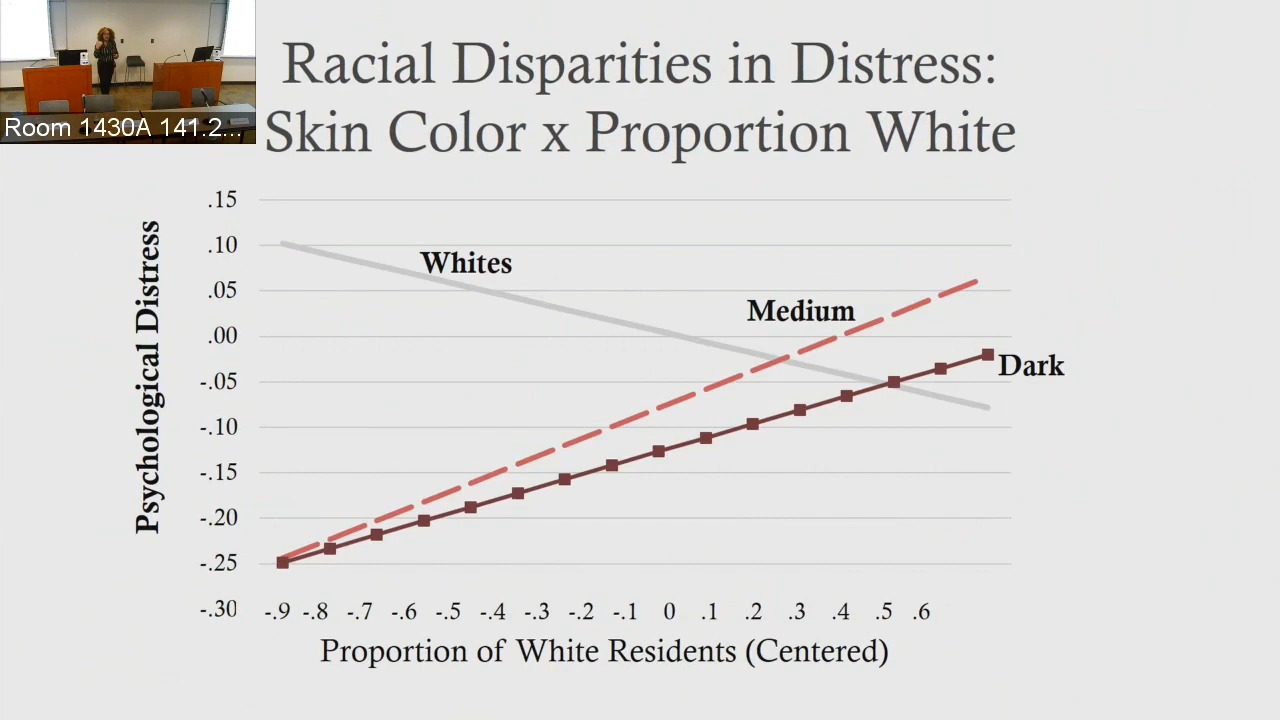 Room 1430A 141.2...
Racial Disparities in Distress:
Skin Color x Proportion White
Psychological Distress
.15
.10
.05
.00
-.05
-.10
-.15
-.20
-.25
-.30
Whites
Medium
Dark
-.9 -.8 -.7 -.6 -.5 -.4 -.3 -.2 -.1 0 .1 .2 .3 .4 .5 .6
Proportion of White Residents (Centered)